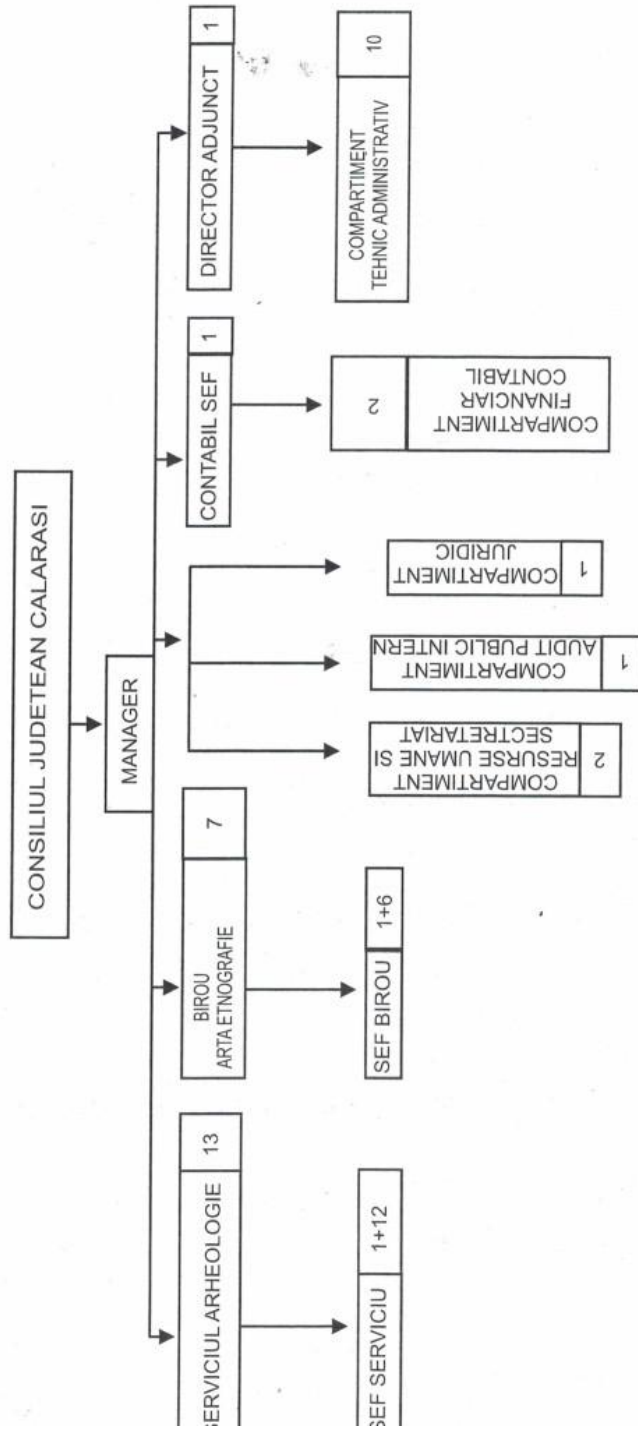 CONSILIUL JUDETEAN CALARASI
MANAGER
SERVICIUL ARHEOLOGIE
13
BIROU
ARTA ETNOGRAFIE
7
CONTABIL SEF
1
DIRECTOR ADJUNCT
1
SEF SERVICIU
1+12
SEF BIROU
1+6
COMPARTIMENT
RESURSE UMANE SI
SECTRETARIAT
2
COMPARTIMENT
AUDIT PUBLIC INTERN
1
COMPARTIMENT
JURIDIC
1
COMPARTIMENT
FINANCIAR
CONTABIL
2
COMPARTIMENT
TEHNIC ADMINISTRATIV
10